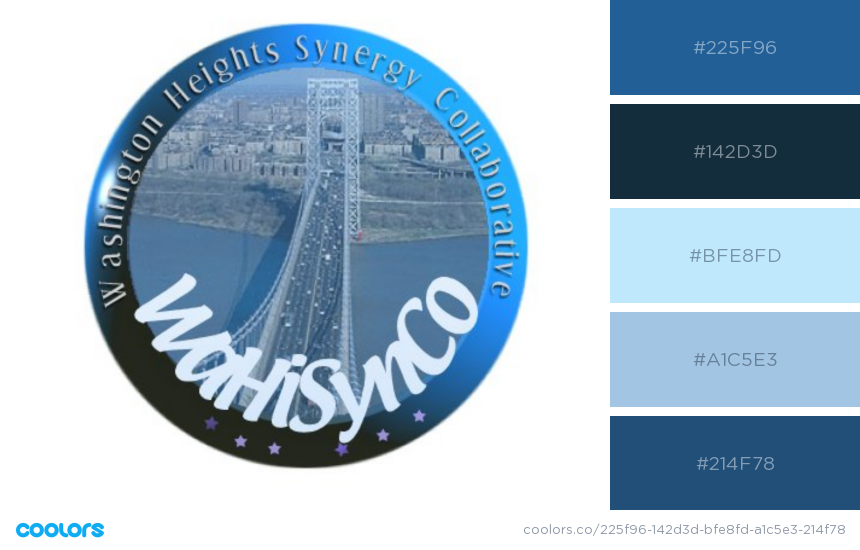 Washington Heights Synergy Collaborative
WaHiSynCo
#225F96
#142D3D
#BFE8FD
#A1C5E3
#214F78
coolors
coolors.co/225f96-142d3d-bfe8fd-a1c5e3-214f78